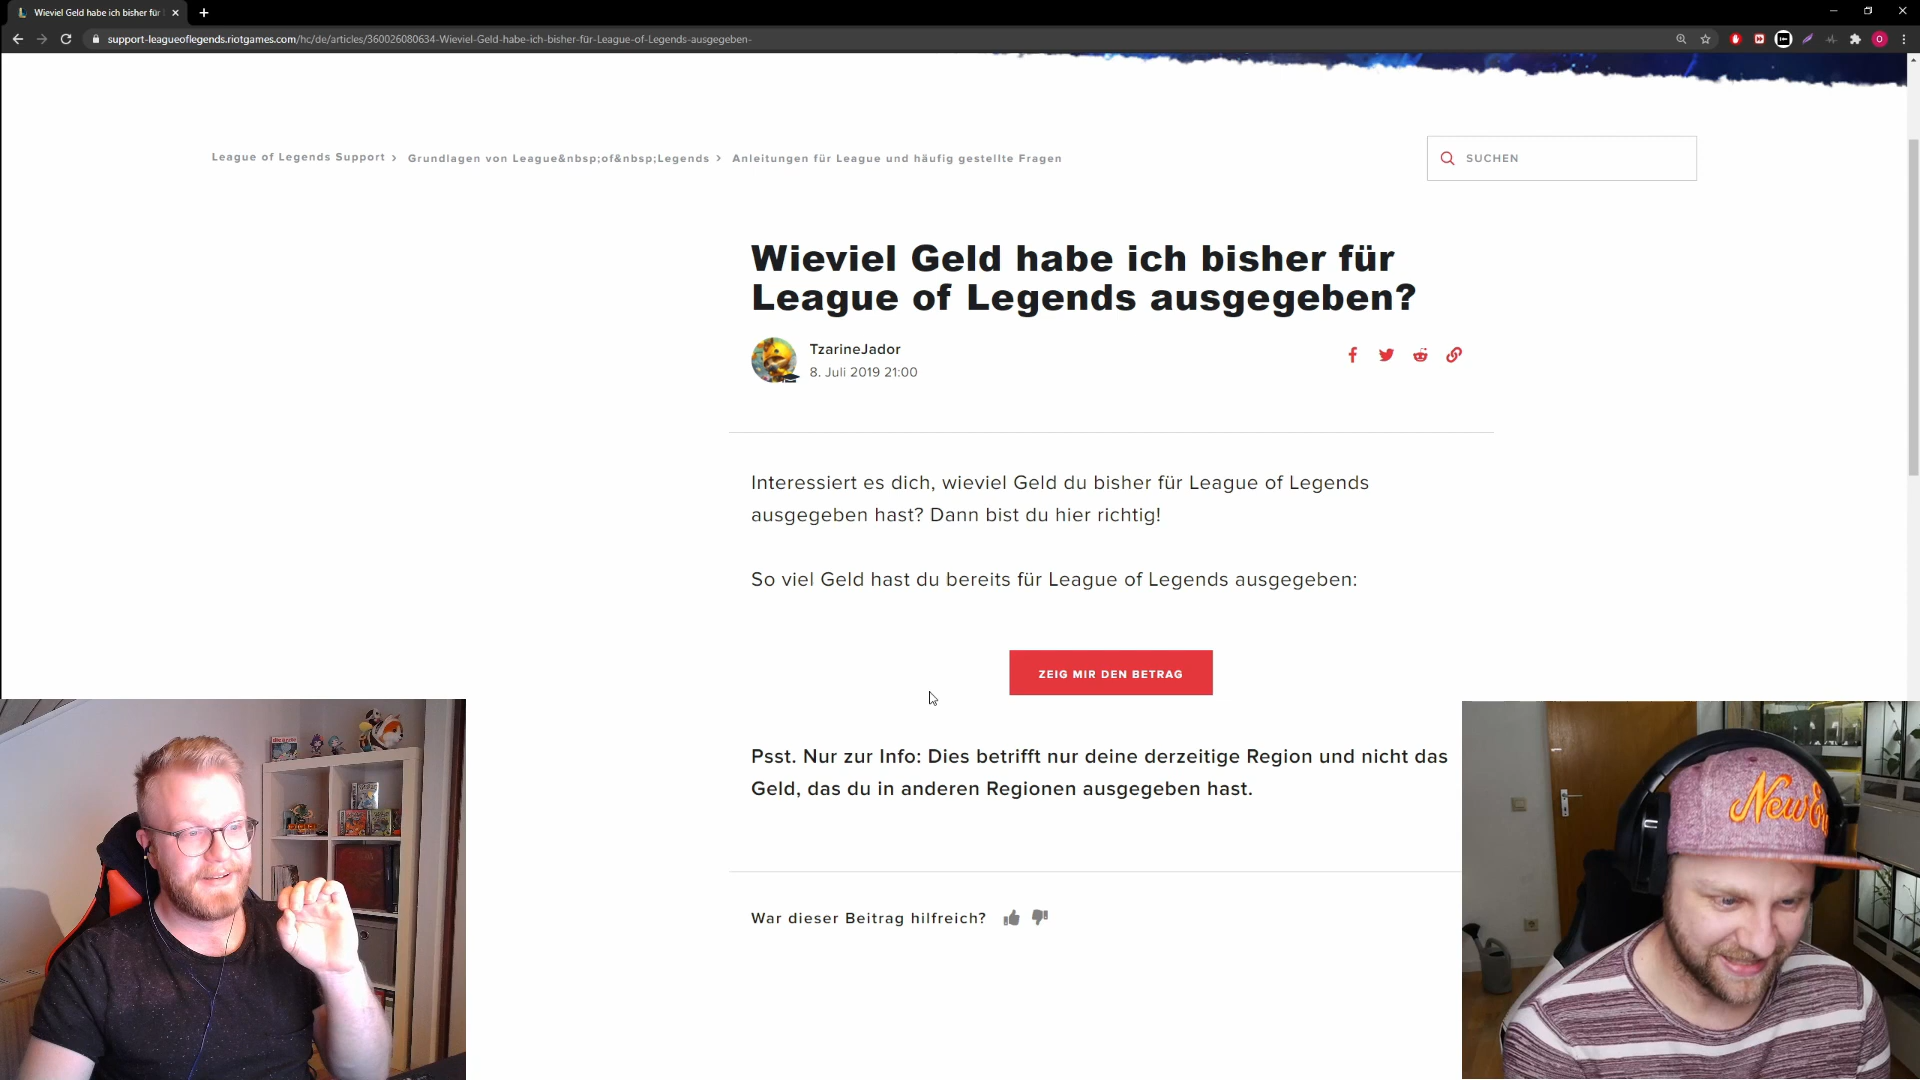 Wieviel Geld habe ich bisher für
support-leagueoflegends.riotgames.com/hc/de/articles/360026080634-Wieviel-Geld-habe-ich-bisher-für-League-of-Legends-ausgegeben-
League of Legends Support > Grundlagen von League&nbsp;of&nbsp;Legends > Anleitungen für League und häufig gestellte Fragen
SUCHEN
Wieviel Geld habe ich bisher für
League of Legends ausgegeben?
TzarineJador
8. Juli 2019 21:00
Interessiert es dich, wieviel Geld du bisher für League of Legends
ausgegeben hast? Dann bist du hier richtig!
So viel Geld hast du bereits für League of Legends ausgegeben:
ZEIG MIR DEN BETRAG
Psst. Nur zur Info: Dies betrifft nur deine derzeitige Region und nicht das
Geld, das du in anderen Regionen ausgegeben hast.
War dieser Beitrag hilfreich?
New